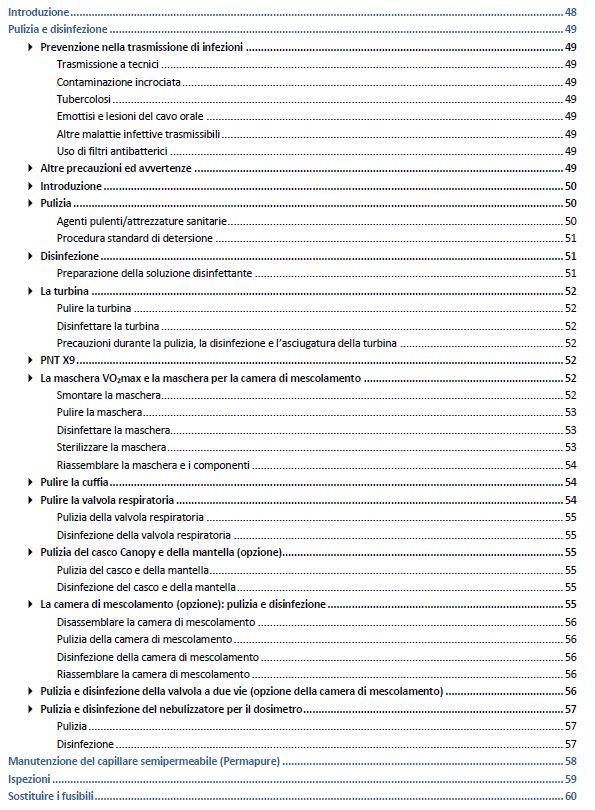 Introduzione 48
Pulizia e disinfezione 49
Prevenzione nella trasmissione di infezioni 49
Trasmissione a tecnici 49
Contaminazione incrociata 49
Tubercolosi 49
Emottisi e lesioni del cavo orale 49
Altre malattie infettive trasmissibili 49
Uso di filtri antibatterici 49
Altre precauzioni ed avvertenze 49
Introduzione 50
Pulizia 50
Agenti pulenti/attrezzature sanitarie 50
Procedura standard di detersione 51
Disinfezione 51
Preparazione della soluzione disinfettante 51
La turbina 52
Pulire la turbina 52
Disinfettare la turbina 52
Precauzioni durante la pulizia, la disinfezione e l'asciugatura della turbina 52
PNT X9 52
La maschera VO₂max e la maschera per la camera di mescolamento 52
Smontare la maschera 52
Pulire la maschera 53
Disinfettare la maschera 53
Sterilizzare la maschera 53
Riassemblare la maschera e i componenti 54
Pulire la cuffia 54
Pulire la valvola respiratoria 54
Pulizia della valvola respiratoria 55
Disinfezione della valvola respiratoria 55
Pulizia del casco Canopy e della mantella (opzione) 55
Pulizia del casco e della mantella 55
Disinfezione del casco e della mantella 55
La camera di mescolamento (opzione): pulizia e disinfezione 55
Disassemblare la camera di mescolamento 56
Pulizia della camera di mescolamento 56
Disinfezione della camera di mescolamento 56
Riassemblare la camera di mescolamento 56
Pulizia e disinfezione della valvola a due vie (opzione della camera di mescolamento) 56
Pulizia e disinfezione del nebulizzatore per il dosimetro 57
Pulizia 57
Disinfezione 57
Manutenzione del capillare semipermeabile (Permapure) 58
Ispezioni 59
Sostituire i fusibili 60